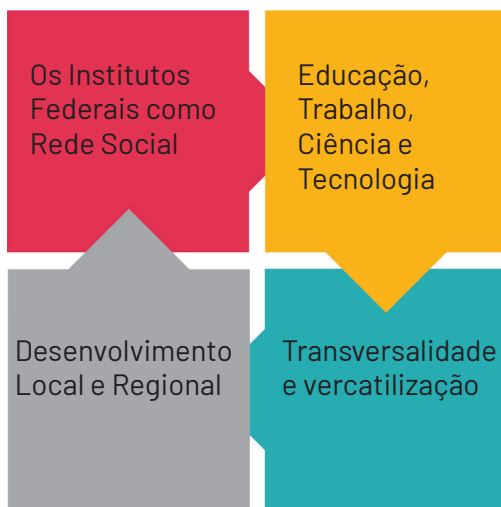 Os Institutos
Federais como
Rede Social
Educação,
Trabalho,
Ciência e
Tecnologia
Desenvolvimento
Local e Regional
Transversalidade
e vercatilização